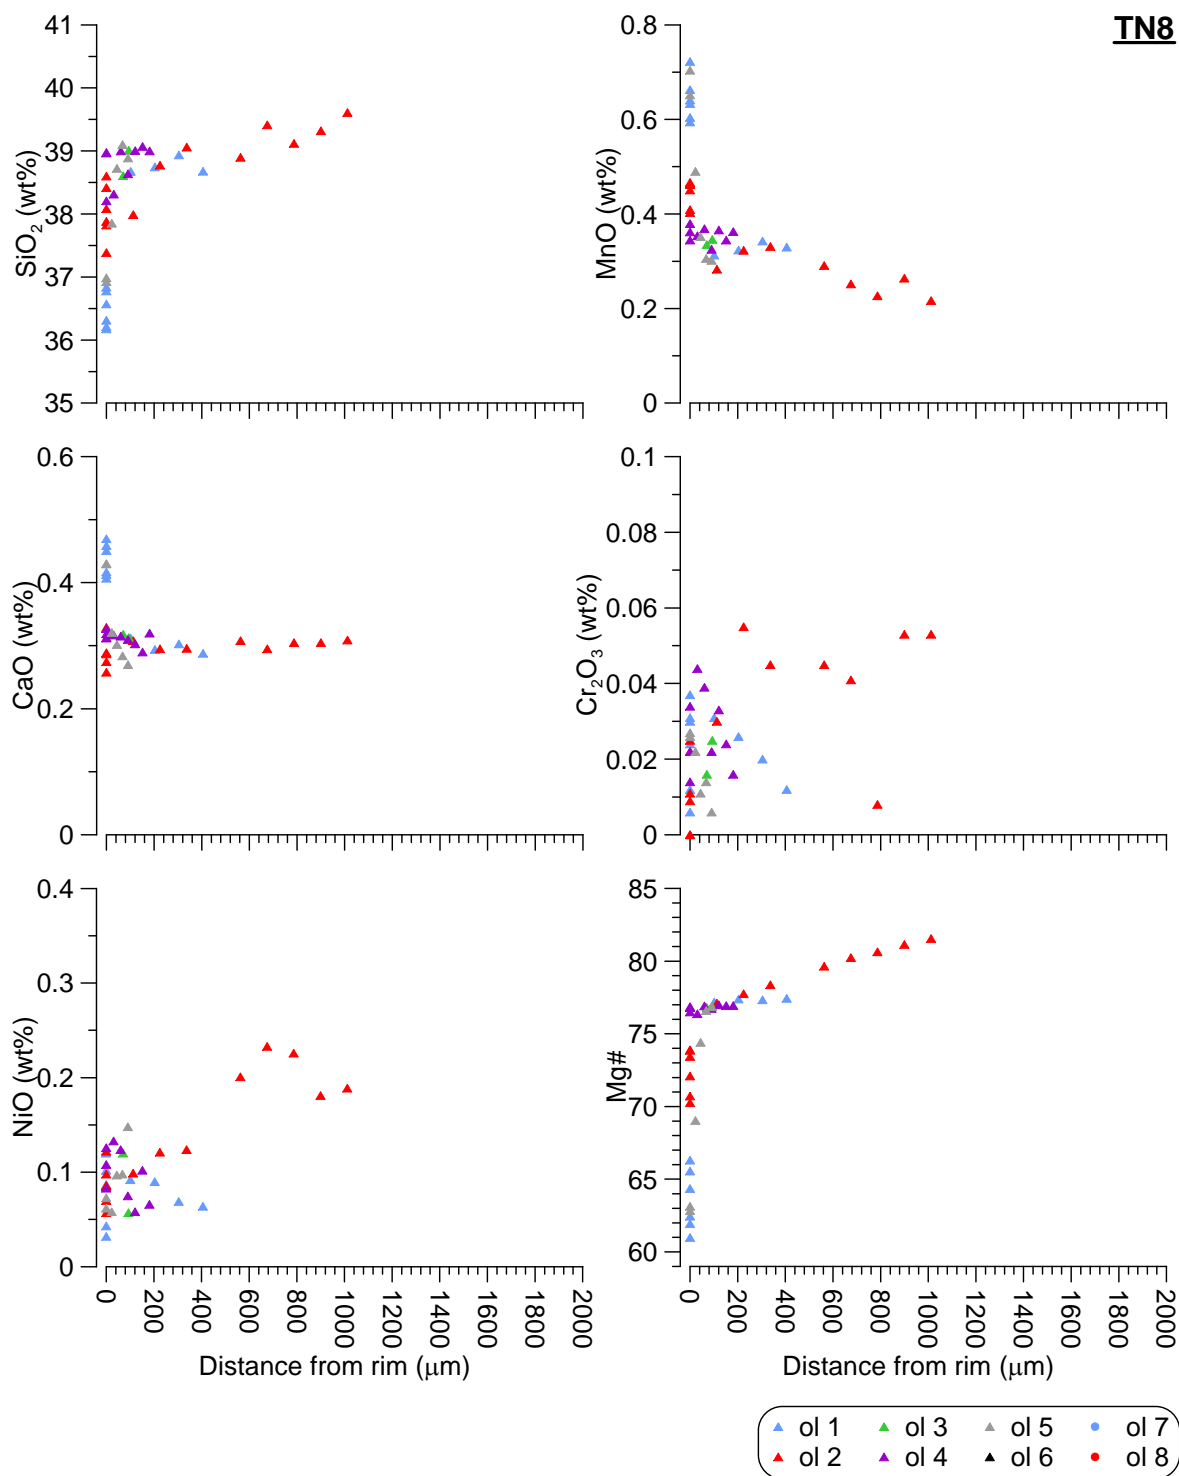 TN8
41
40
39
38
37
36
35
SiO₂ (wt%)
0.8
0.6
0.4
0.2
0
MnO (wt%)
0.6
0.4
0.2
0
CaO (wt%)
0.1
0.08
0.06
0.04
0.02
0
Cr₂O₃ (wt%)
0.4
0.3
0.2
0.1
0
NiO (wt%)
85
80
75
70
65
60
Mg#
0 200 400 600 800 1000 1200 1400 1600 1800 2000
Distance from rim (μm)
0 200 400 600 800 1000 1200 1400 1600 1800 2000
Distance from rim (μm)
ol 1 ol 3 ol 5 ol 7
ol 2 ol 4 ol 6 ol 8